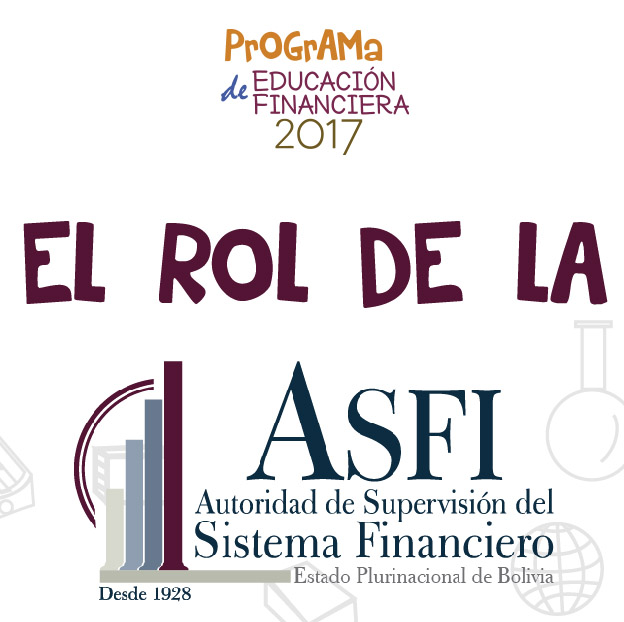 PrOGrAMa
de EDUCACIÓN
FINANCIERA
2017
EL ROL DE LA
ASFI
Autoridad de Supervisión del
Sistema Financiero
Estado Plurinacional de Bolivia
Desde 1928